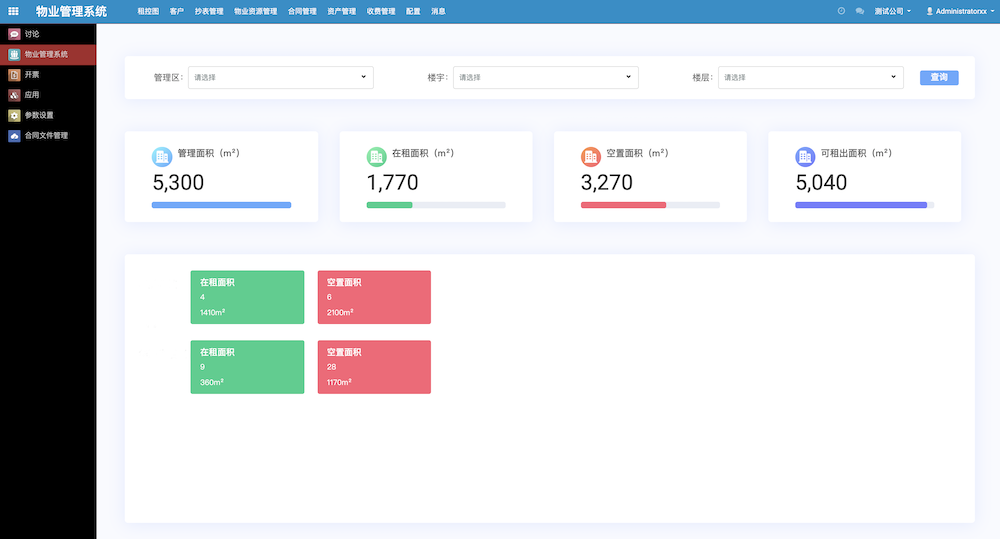 物业管理系统 租控图 客户 抄表管理 物业资源管理 合同管理 资产管理 收费管理 配置 消息 测试公司 Administratorxx
讨论
物业管理系统
开票
应用
参数设置
合同文件管理
管理区: 请选择 楼宇: 请选择 楼层: 请选择 查询
管理面积（m²） 在租面积（m²） 空置面积（m²） 可租出面积（m²）
5,300 1,770 3,270 5,040
在租面积 空置面积
4 6
1410m² 2100m²
在租面积 空置面积
9 28
360m² 1170m²